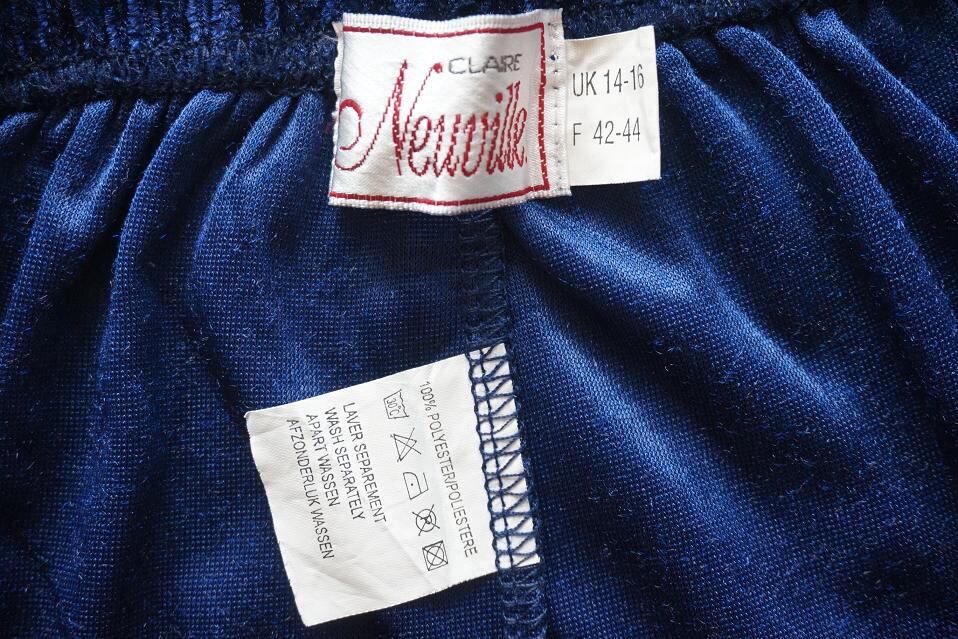 CLAIRE
Neuville
UK 14-16
F 42-44
100% POLYESTER/POLIESTERE
30°C
P
LAVER SEPAREMENT
WASH SEPARATELY
APART WASSEN
AFZONDERLIJK WASSEN